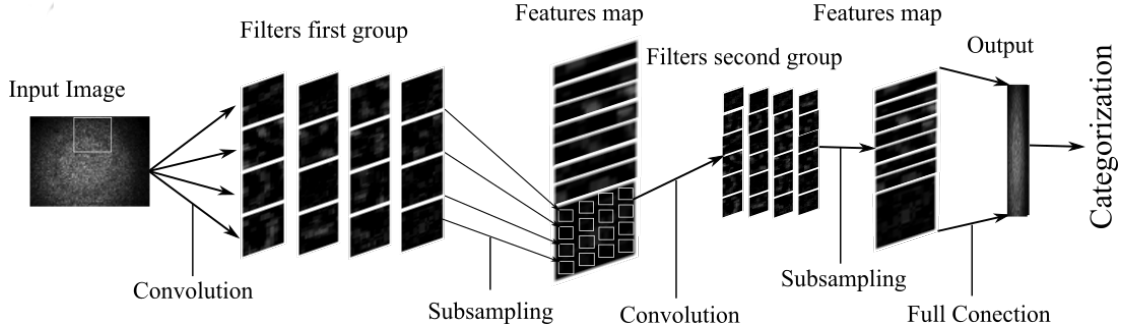 Input Image
Filters first group
Features map
Filters second group
Features map
Output
Categorization
Convolution
Subsampling
Convolution
Subsampling
Full Conection